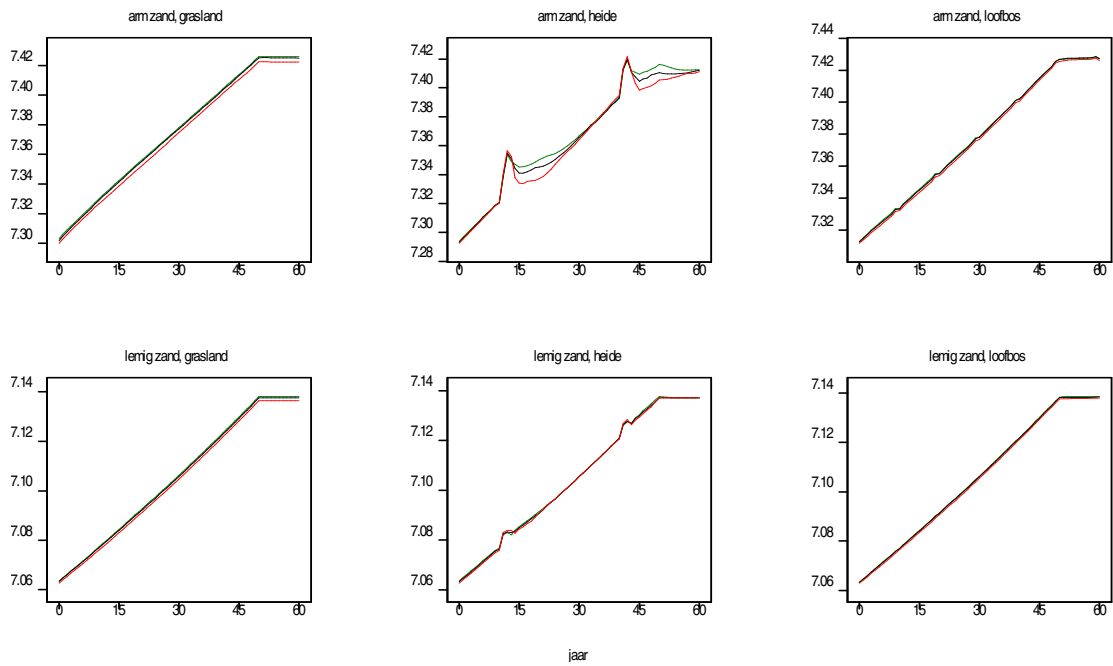 arm zand, grasland
arm zand, heide
arm zand, loofbos
7.42
7.40
7.38
7.36
7.34
7.32
7.30
0 15 30 45 60
7.42
7.40
7.38
7.36
7.34
7.32
7.30
7.28
0 15 30 45 60
7.44
7.42
7.40
7.38
7.36
7.34
7.32
0 15 30 45 60
lemig zand, grasland
lemig zand, heide
lemig zand, loofbos
7.14
7.12
7.10
7.08
7.06
0 15 30 45 60
7.14
7.12
7.10
7.08
7.06
0 15 30 45 60
7.14
7.12
7.10
7.08
7.06
0 15 30 45 60
jaar